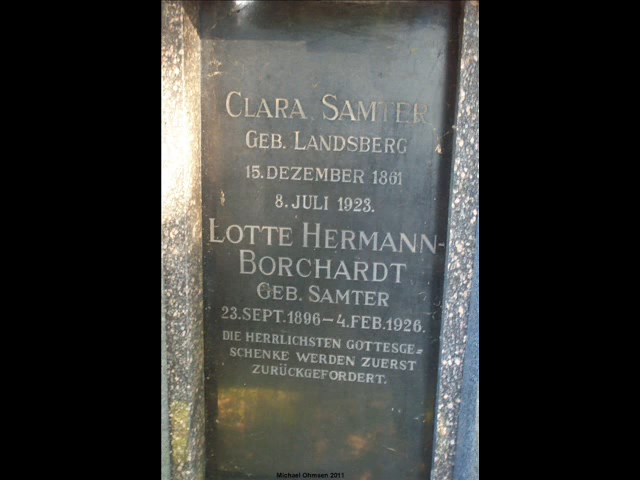 CLARA SAMTER
GEB. LANDSBERG
15. DEZEMBER 1861
8. JULI 1923.
LOTTE HERMANN-
BORCHARDT
GEB. SAMTER
23. SEPT. 1896 – 4. FEB. 1926.
DIE HERRLICHSTEN GOTTESGE=
SCHENKE WERDEN ZUERST
ZURÜCKGEFORDERT.
Michael Ohmsen 2011